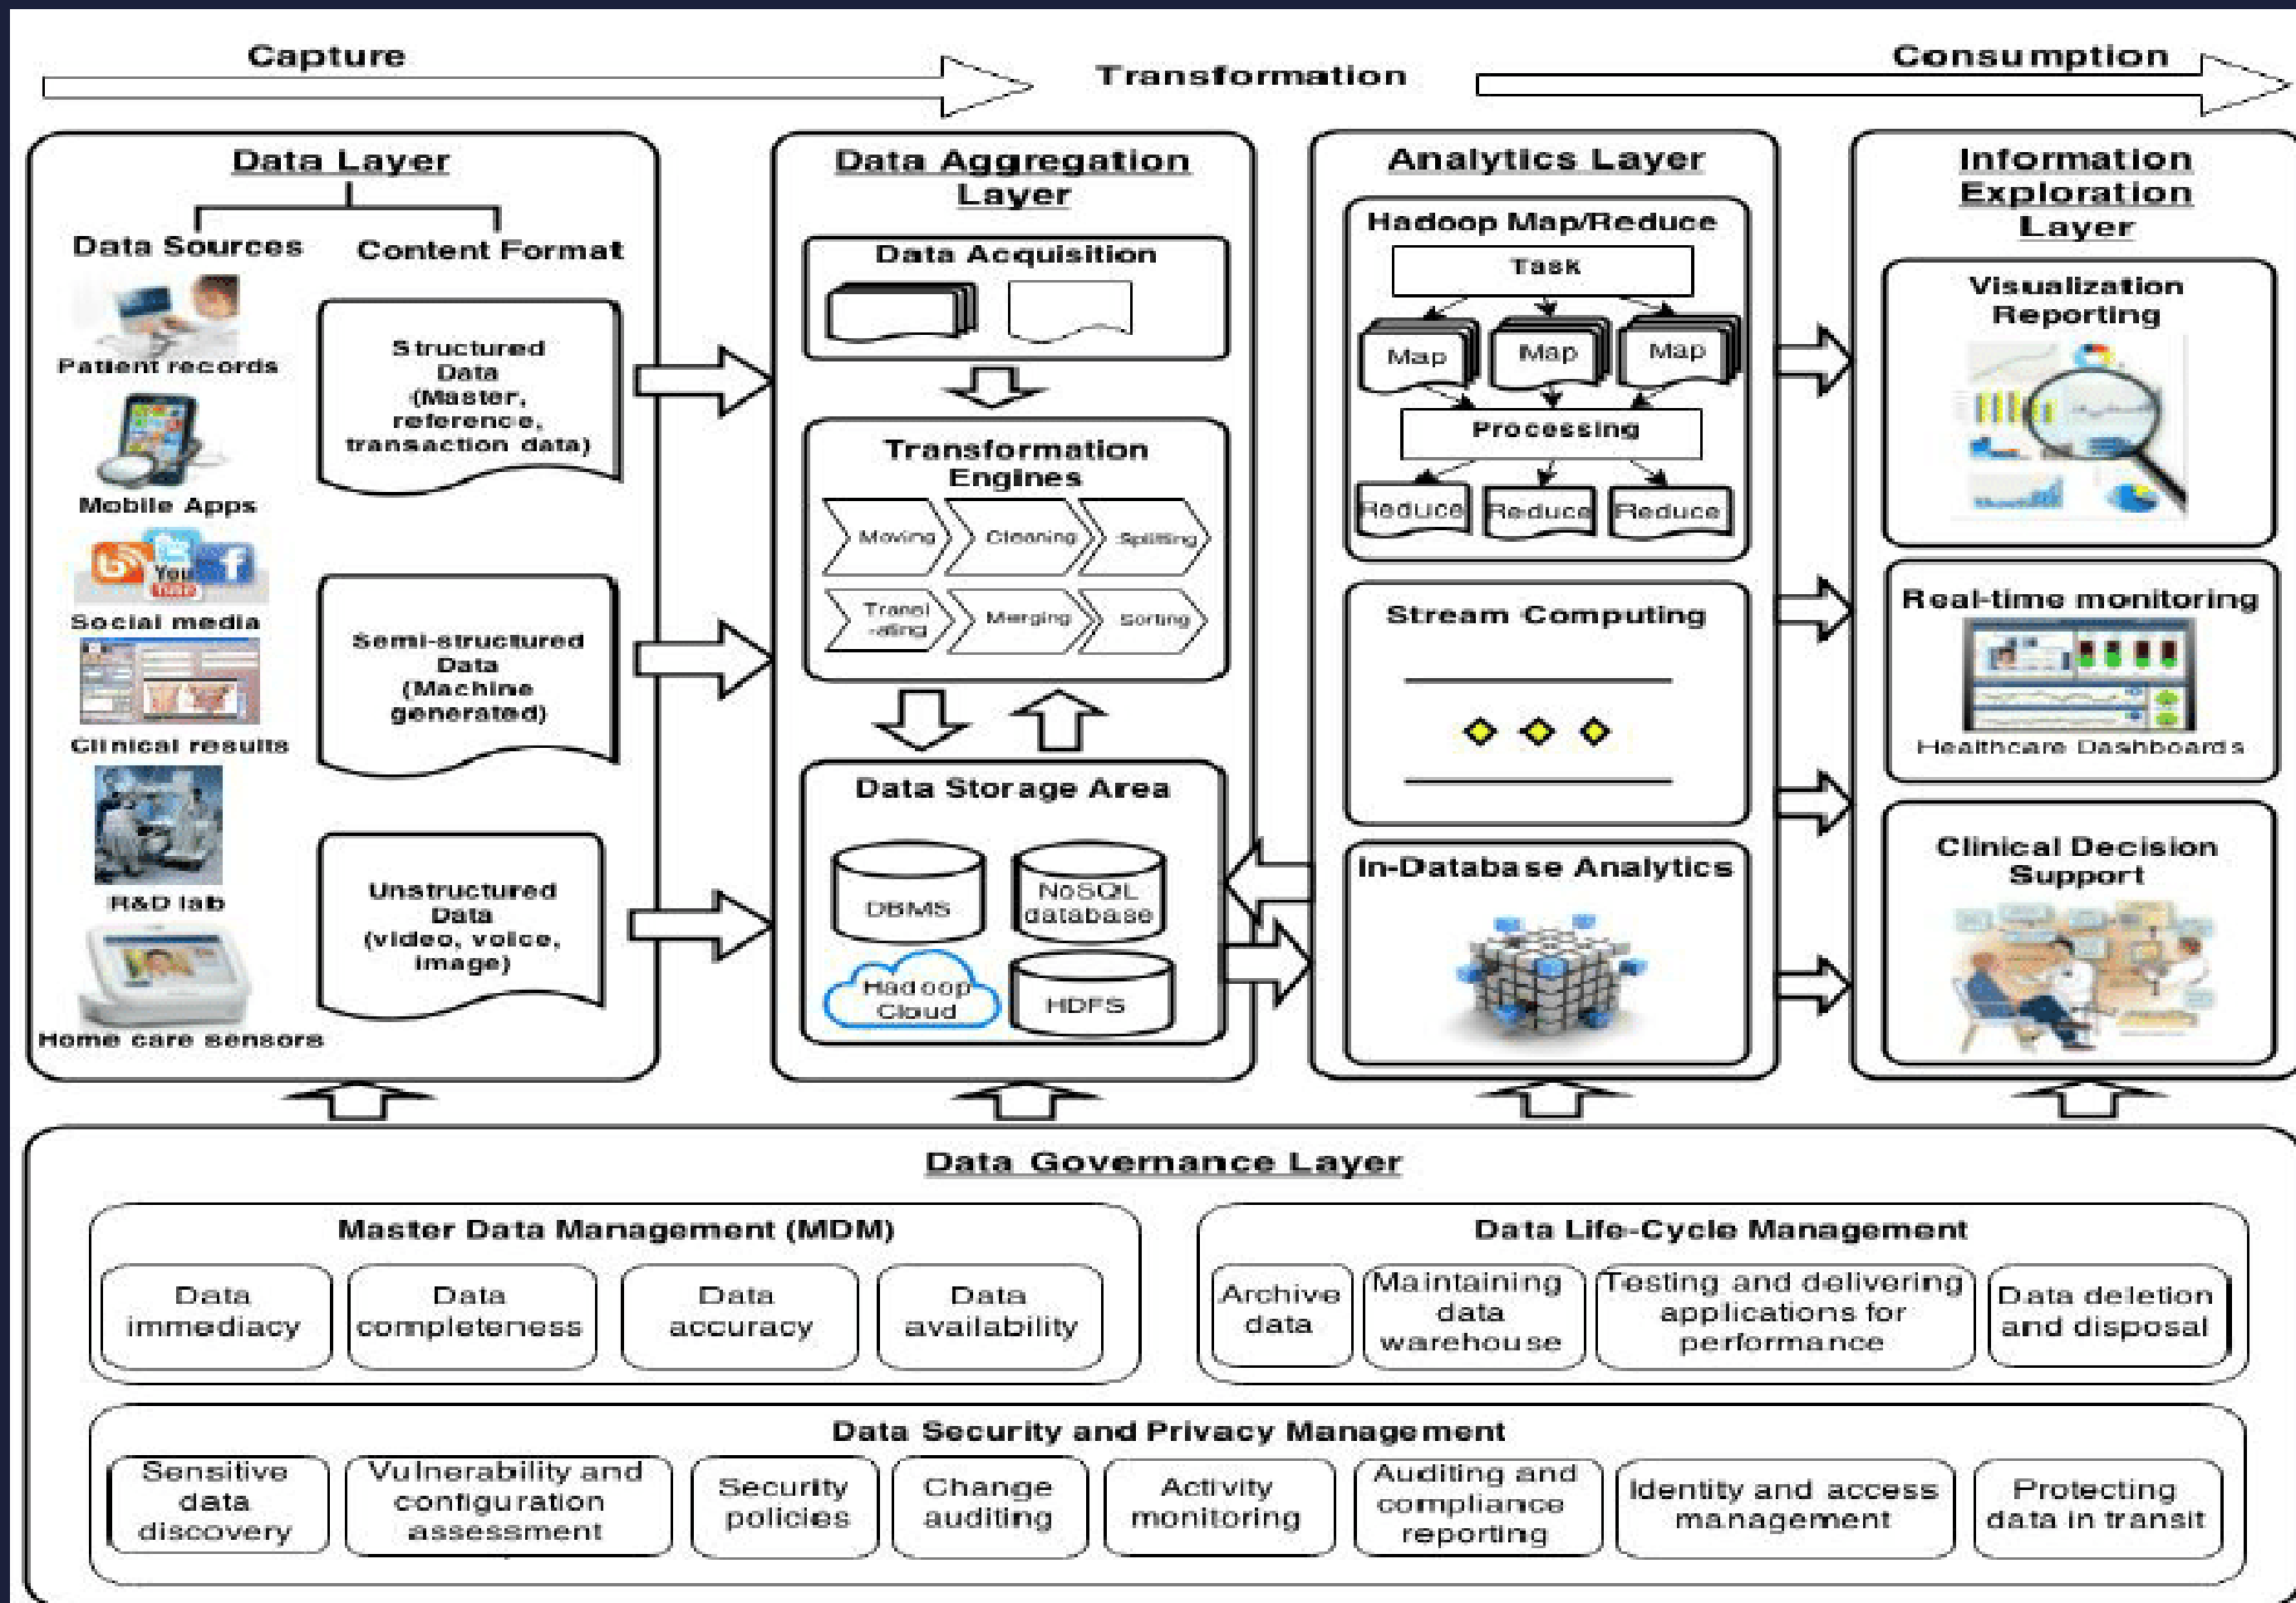 Capture
Transformation
Consumption
Data Layer
Data Sources
Content Format
Patient records
Mobile Apps
You
Tube
Social media
Clinical results
R&D lab
Home care sensors
Structured
Data
(Master,
reference,
transaction data)
Semi-structured
Data
(Machine
generated)
Unstructured
Data
(video, voice,
image)
Data Aggregation
Layer
Data Acquisition
Transformation
Engines
Moving
Cleaning
Splitting
Transl
-ating
Merging
Sorting
Data Storage Area
DBMS
NoSQL
database
Hadoop
Cloud
HDFS
Analytics Layer
Hadoop Map/Reduce
Task
Map
Map
Map
Processing
Reduce
Reduce
Reduce
Stream Computing
In-Database Analytics
Information
Exploration
Layer
Visualization
Reporting
Real-time monitoring
Healthcare Dashboards
Clinical Decision
Support
Data Governance Layer
Master Data Management (MDM)
Data
immediacy
Data
completeness
Data
accuracy
Data
availability
Data Life-Cycle Management
Archive
data
Maintaining
data
warehouse
Testing and delivering
applications for
performance
Data deletion
and disposal
Data Security and Privacy Management
Sensitive
data
discovery
Vulnerability and
configuration
assessment
Security
policies
Change
auditing
Activity
monitoring
Auditing and
compliance
reporting
Identity and access
management
Protecting
data in transit